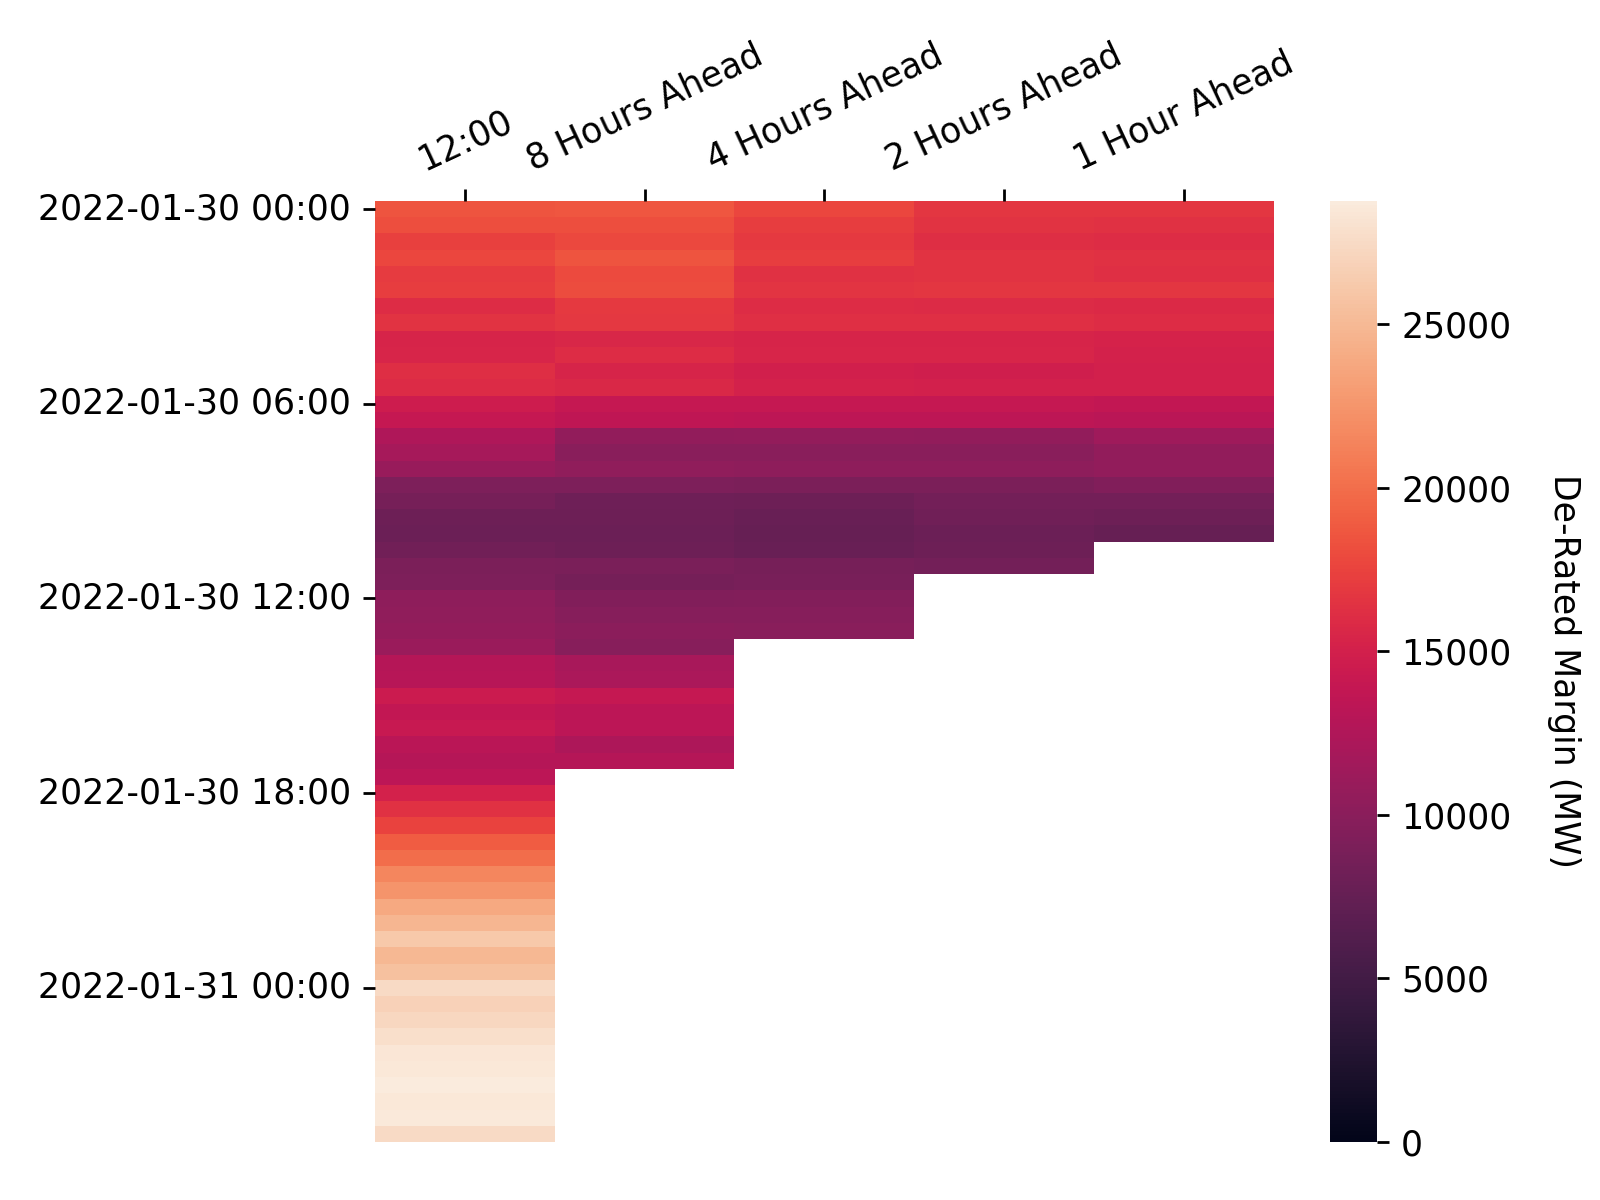 12:00
8 Hours Ahead
4 Hours Ahead
2 Hours Ahead
1 Hour Ahead
2022-01-30 00:00
2022-01-30 06:00
2022-01-30 12:00
2022-01-30 18:00
2022-01-31 00:00
25000
20000
15000
10000
5000
0
De-Rated Margin (MW)